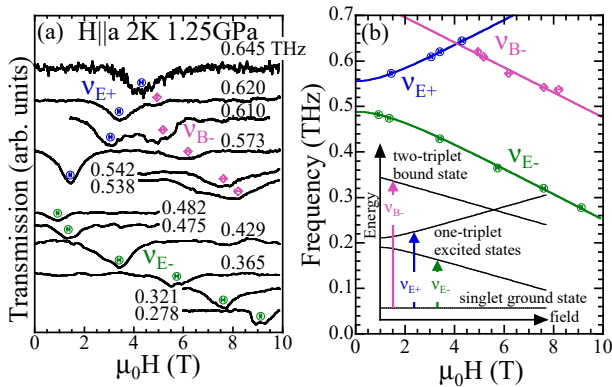 (a) H||a 2K 1.25GPa
0.645 THz
νE+
0.620
0.610
νB-
0.573
0.542
0.538
0.482
0.475
νE-
0.429
0.365
0.321
0.278
Transmission (arb. units)
0 2 4 6 8 10
μ0H (T)
(b)
νB-
νE+
νE-
two-triplet
bound state
Energy
νB-
one-triplet
excited states
νE+
νE-
singlet ground state
field
Frequency (THz)
0.7
0.6
0.5
0.4
0.3
0.2
0.1
0.0
0 2 4 6 8 10
μ0H (T)